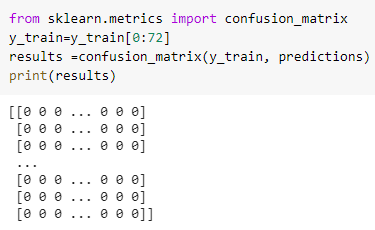 from sklearn.metrics import confusion_matrix
y_train=y_train[0:72]
results =confusion_matrix(y_train, predictions)
print(results)
[[0 0 0 ... 0 0 0]
 [0 0 0 ... 0 0 0]
 [0 0 0 ... 0 0 0]
 ...
 [0 0 0 ... 0 0 0]
 [0 0 0 ... 0 0 0]
 [0 0 0 ... 0 0 0]]